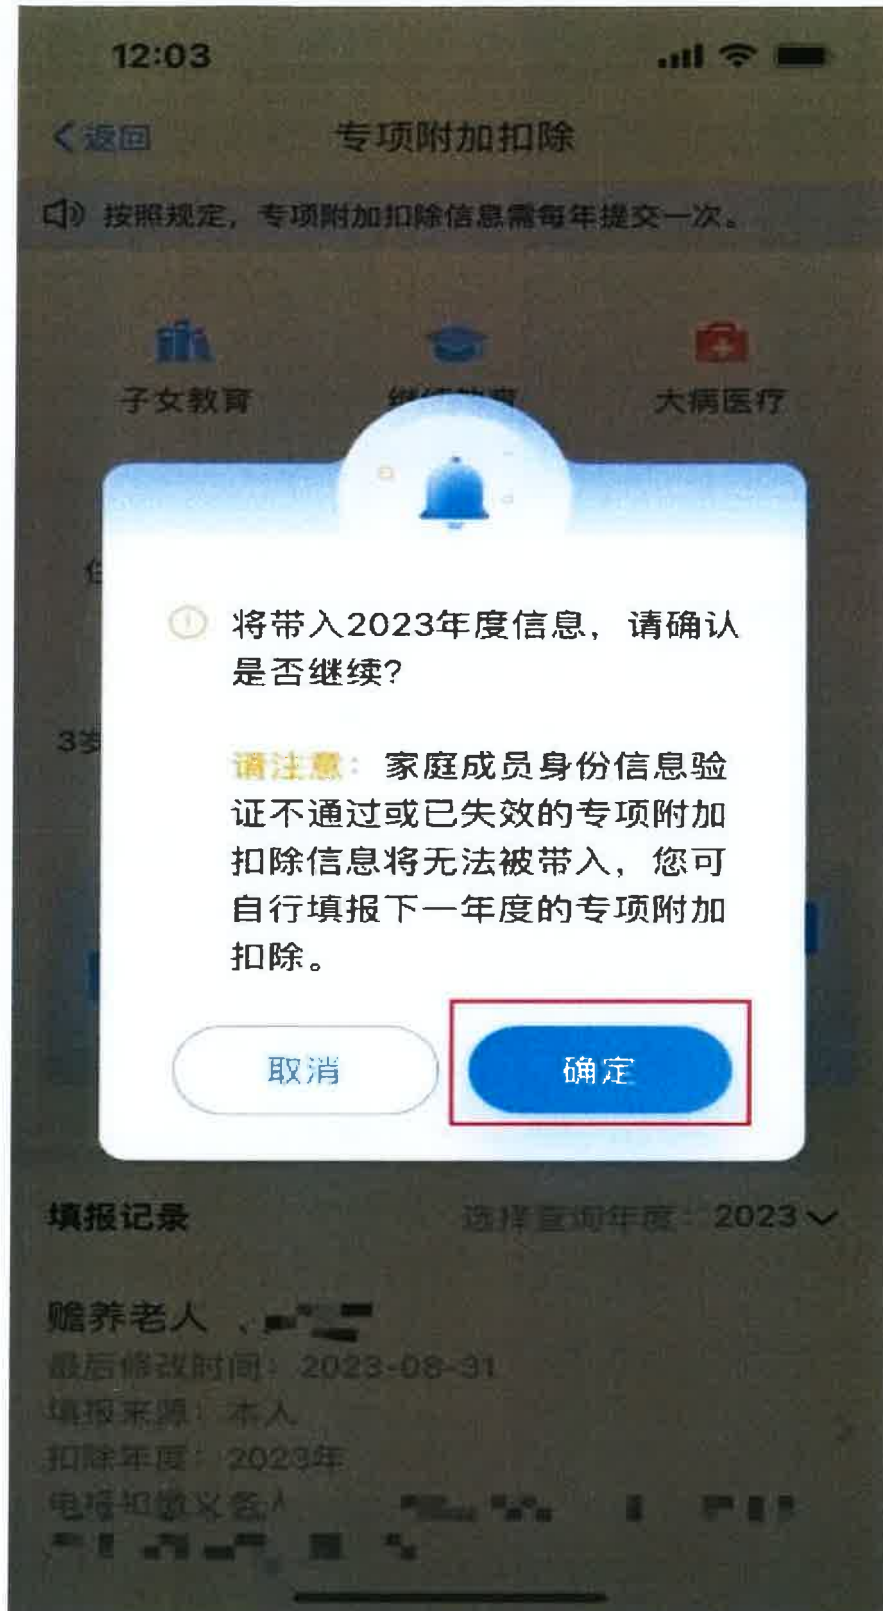 12:03
返回
专项附加扣除
按照规定，专项附加扣除信息需每年提交一次。
子女教育
继续教育
大病医疗
住
将带入2023年度信息，请确认
是否继续?
3岁
请注意：家庭成员身份信息验
证不通过或已失效的专项附加
扣除信息将无法被带入，您可
自行填报下一年度的专项附加
扣除。
取消
确定
填报记录
选择查询年度：2023
赡养老人
最后修改时间：2023-08-31
填报来源：本人
扣除年度：2023年